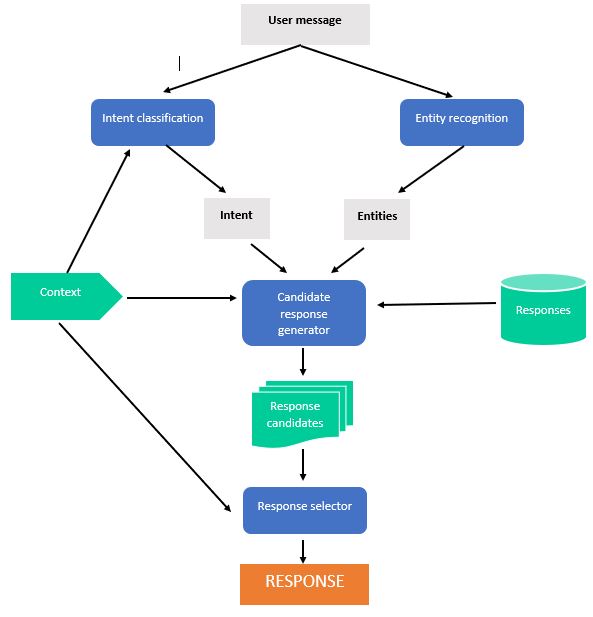 User message
Intent classification
Entity recognition
Intent
Entities
Context
Candidate
response
generator
Responses
Response
candidates
Response selector
RESPONSE